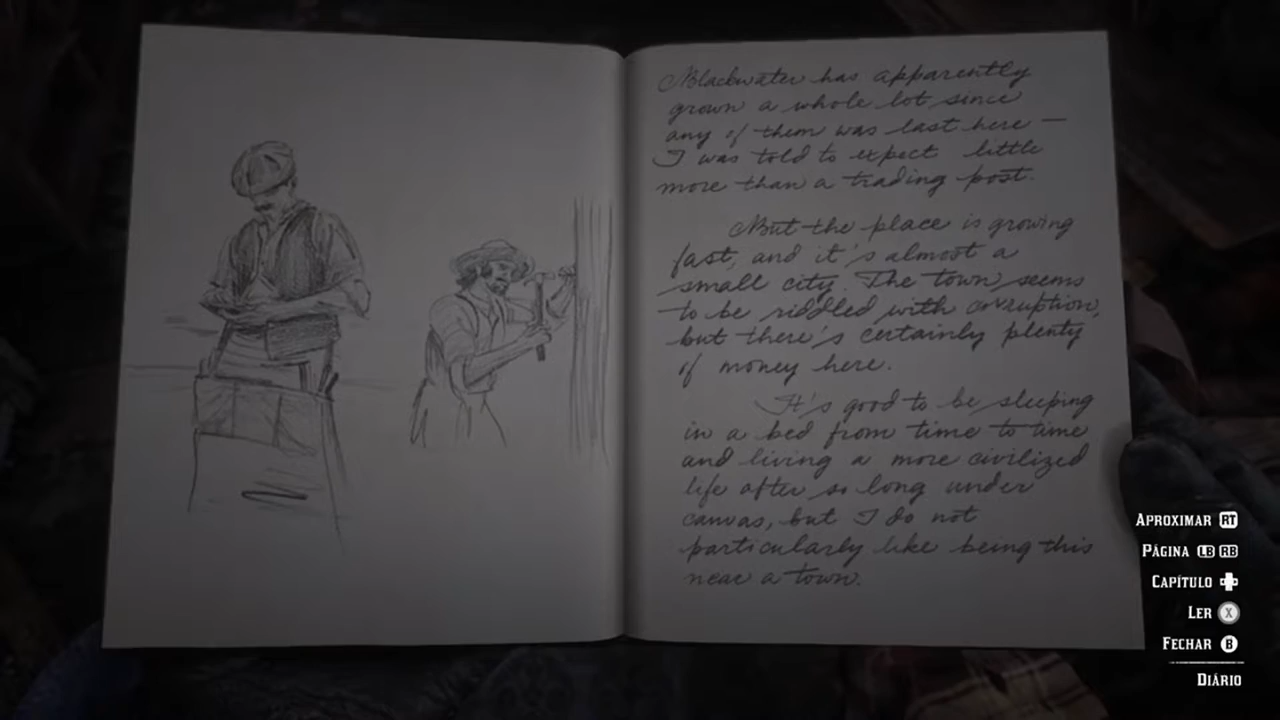 Blackwater has apparently
grown a whole lot since
any of them was last here —
I was told to expect little
more than a trading post.
But the place is growing
fast, and it's almost a
small city. The town seems
to be riddled with corruption,
but there's certainly plenty
of money here.
It's good to be sleeping
in a bed from time to time
and living a more civilized
life after so long under
canvas, but I do not
particularly like being this
near a town.
APROXIMAR RT
PÁGINA LB RB
CAPÍTULO
LER X
FECHAR B
DIÁRIO